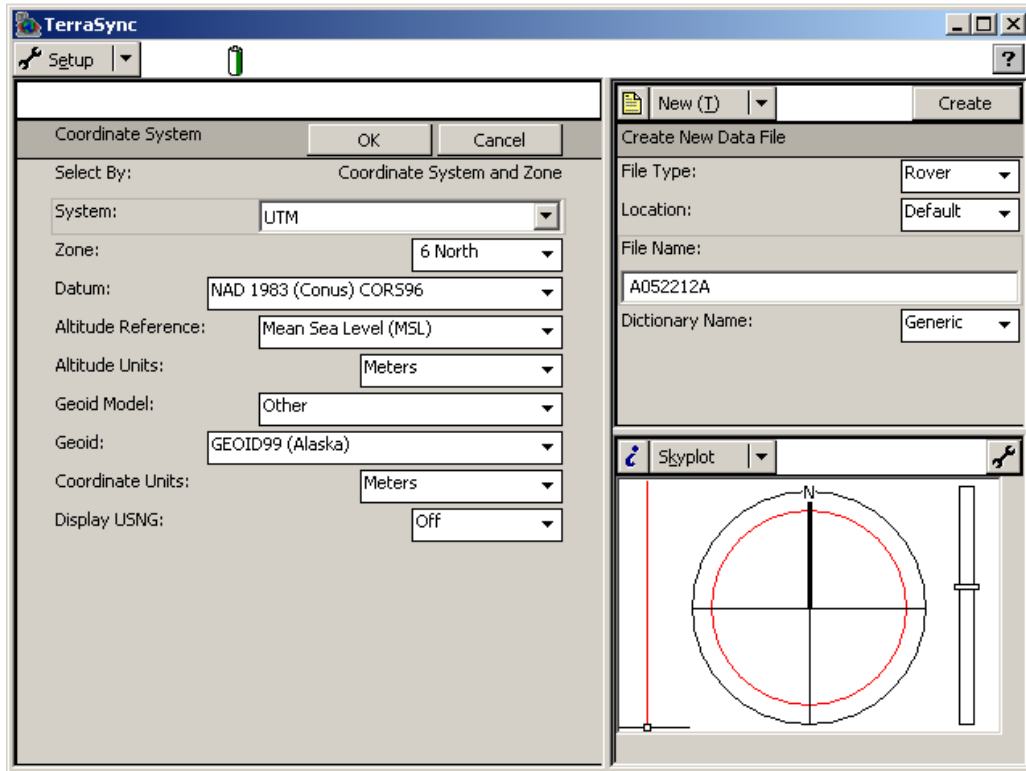 TerraSync
Setup
?
Coordinate System OK Cancel
Select By: Coordinate System and Zone
System: UTM
Zone: 6 North
Datum: NAD 1983 (Conus) CORS96
Altitude Reference: Mean Sea Level (MSL)
Altitude Units: Meters
Geoid Model: Other
Geoid: GEOID99 (Alaska)
Coordinate Units: Meters
Display USNG: Off
New (T) Create
Create New Data File
File Type: Rover
Location: Default
File Name:
A052212A
Dictionary Name: Generic
i Skyplot
N